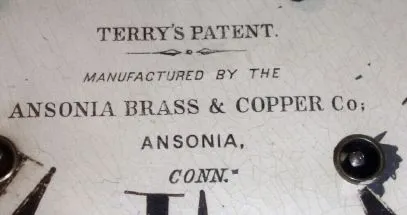 TERRY'S PATENT.
MANUFACTURED BY THE
ANSONIA BRASS & COPPER Co;
ANSONIA,
CONN."